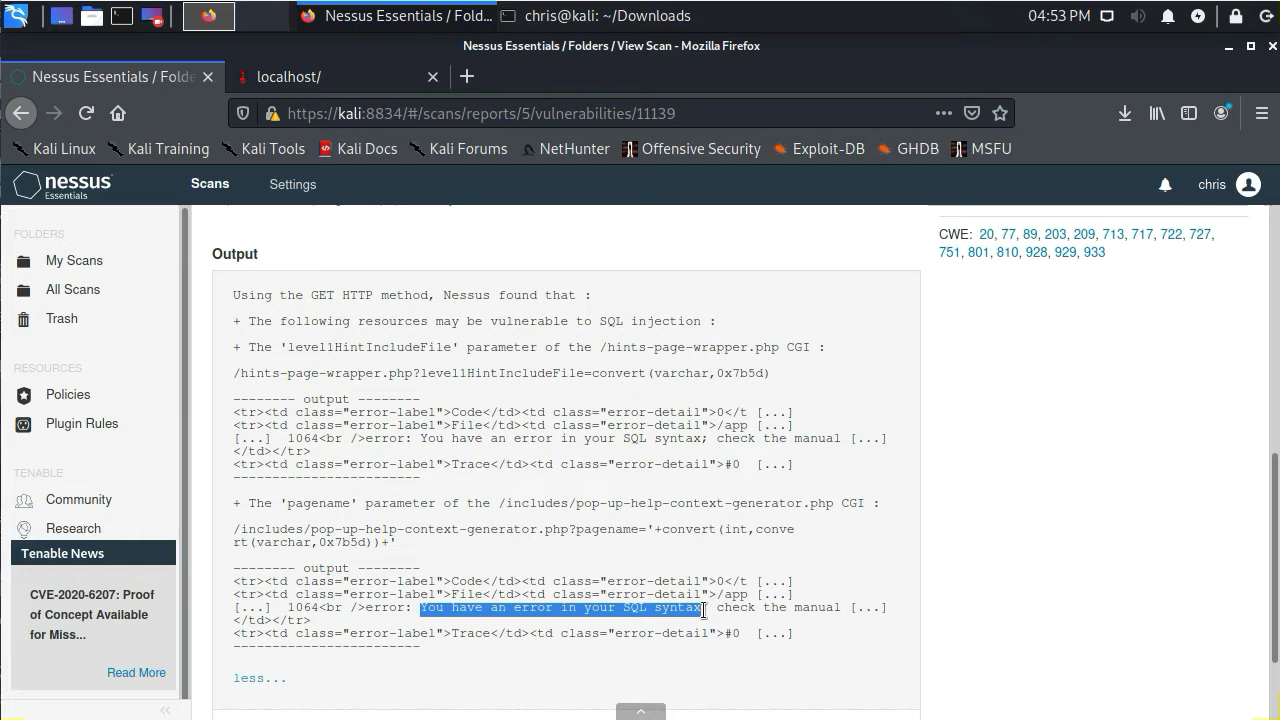 Nessus Essentials / Fold...
chris@kali: ~/Downloads
04:53 PM
Nessus Essentials / Folders / View Scan - Mozilla Firefox
Nessus Essentials / Folde
localhost/
https://kali:8834/#/scans/reports/5/vulnerabilities/11139
Kali Linux
Kali Training
Kali Tools
Kali Docs
Kali Forums
NetHunter
Offensive Security
Exploit-DB
GHDB
MSFU
nessus
Essentials
Scans
Settings
chris
FOLDERS
My Scans
All Scans
Trash
RESOURCES
Policies
Plugin Rules
TENABLE
Community
Research
Tenable News
CVE-2020-6207: Proof
of Concept Available
for Miss...
Read More
Output
Using the GET HTTP method, Nessus found that :
+ The following resources may be vulnerable to SQL injection :
+ The 'level1HintIncludeFile' parameter of the /hints-page-wrapper.php CGI :
/hints-page-wrapper.php?level1HintIncludeFile=convert(varchar,0x7b5d)
-------- output --------
<tr><td class="error-label">Code</td><td class="error-detail">0</t [...]
<tr><td class="error-label">File</td><td class="error-detail">/app [...]
[...] 1064<br />error: You have an error in your SQL syntax; check the manual [...]
</td></tr>
<tr><td class="error-label">Trace</td><td class="error-detail">#0 [...]
------------------------
+ The 'pagename' parameter of the /includes/pop-up-help-context-generator.php CGI :
/includes/pop-up-help-context-generator.php?pagename='+convert(int,conve
rt(varchar,0x7b5d))+'
-------- output --------
<tr><td class="error-label">Code</td><td class="error-detail">0</t [...]
<tr><td class="error-label">File</td><td class="error-detail">/app [...]
[...] 1064<br />error: You have an error in your SQL syntax check the manual [...]
</td></tr>
<tr><td class="error-label">Trace</td><td class="error-detail">#0 [...]
------------------------
less...
CWE: 20, 77, 89, 203, 209, 713, 717, 722, 727,
751, 801, 810, 928, 929, 933